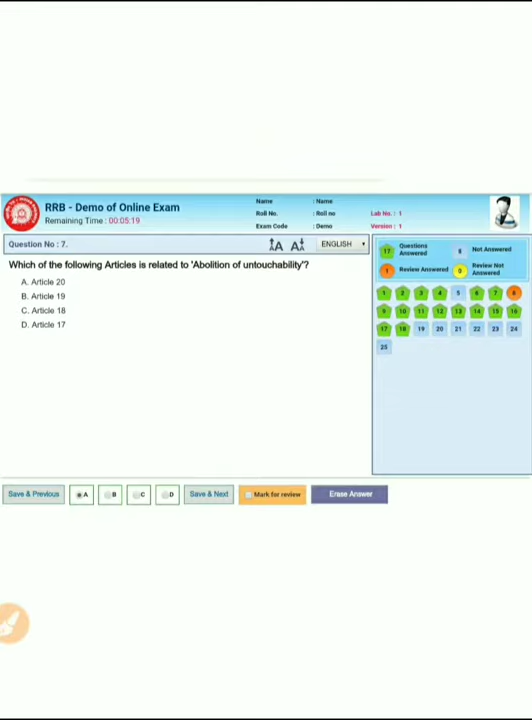 RRB - Demo of Online Exam
Remaining Time : 00:05:19
Name : Name
Roll No. : Roll no
Exam Code : Demo
Lab No. : 1
Version : 1
Question No : 7.
ENGLISH
Which of the following Articles is related to 'Abolition of untouchability'?
A. Article 20
B. Article 19
C. Article 18
D. Article 17
17 Questions Answered
8 Not Answered
1 Review Answered
0 Review Not Answered
1 2 3 4 5 6 7 8
9 10 11 12 13 14 15 16
17 18 19 20 21 22 23 24
25
Save & Previous
A
B
C
D
Save & Next
Mark for review
Erase Answer